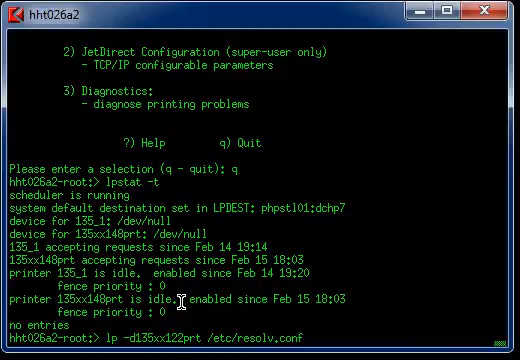 hht026a2
2) JetDirect Configuration (super-user only)
- TCP/IP configurable parameters
3) Diagnostics:
- diagnose printing problems
?) Help q) Quit
Please enter a selection (q - quit): q
hht026a2-root:> lpstat -t
scheduler is running
system default destination set in LPDEST: phpstl01:dchp7
device for 135_1: /dev/null
device for 135xx148prt: /dev/null
135_1 accepting requests since Feb 14 19:14
135xx148prt accepting requests since Feb 15 18:03
printer 135_1 is idle. enabled since Feb 14 19:20
fence priority : 0
printer 135xx148prt is idle. enabled since Feb 15 18:03
fence priority : 0
no entries
hht026a2-root:> lp -d135xx122prt /etc/resolv.conf